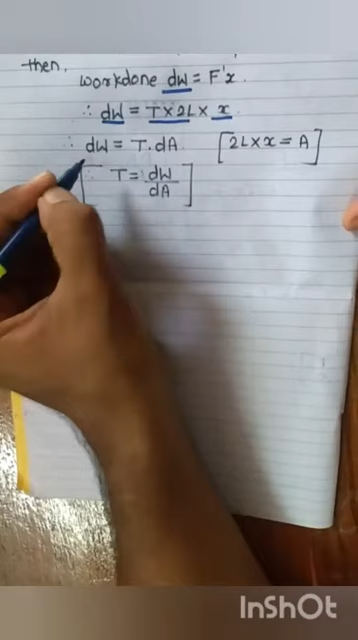 then,
workdone dW = F'x.
∴ dW = T×2L× x.
∴ dW = T.dA. [2L×x = A]
[∵ T = dW/dA]
InShOt